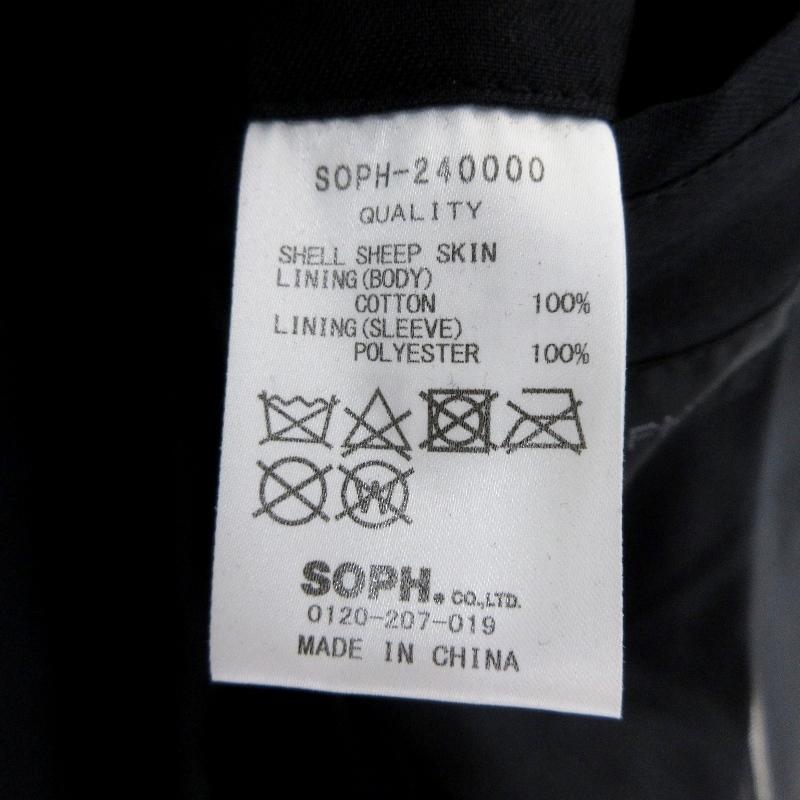 SOPH-240000
QUALITY
SHELL SHEEP SKIN
LINING(BODY)
COTTON 100%
LINING(SLEEVE)
POLYESTER 100%
W
SOPH. CO.,LTD.
0120-207-019
MADE IN CHINA